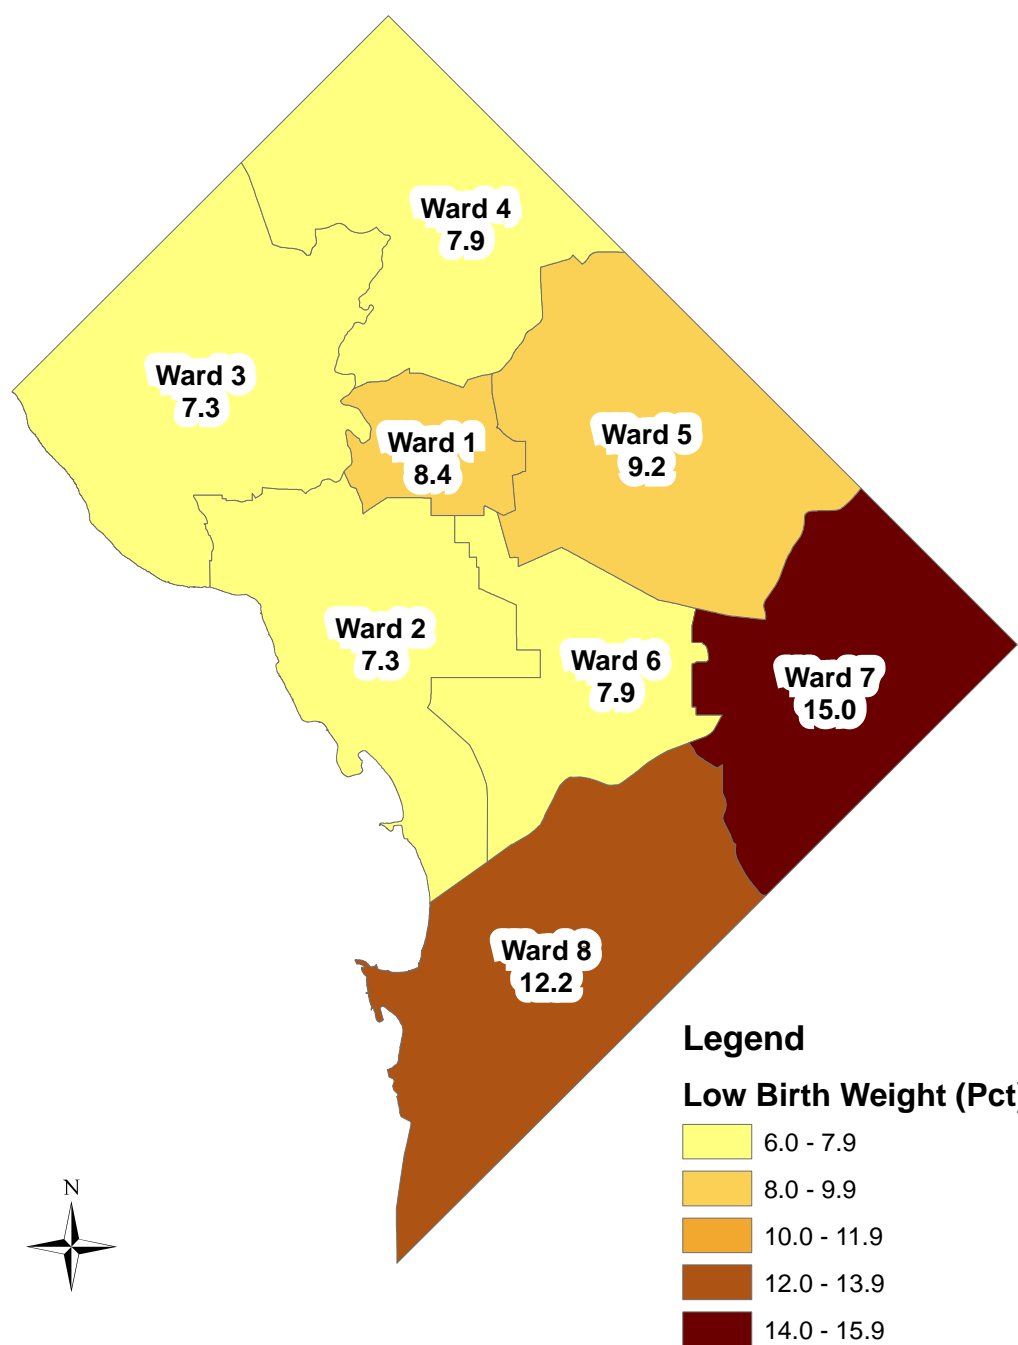 Ward 4
7.9
Ward 3
7.3
Ward 1
8.4
Ward 5
9.2
Ward 2
7.3
Ward 6
7.9
Ward 7
15.0
Ward 8
12.2
Legend
Low Birth Weight (Pct)
6.0 - 7.9
8.0 - 9.9
10.0 - 11.9
12.0 - 13.9
14.0 - 15.9
N